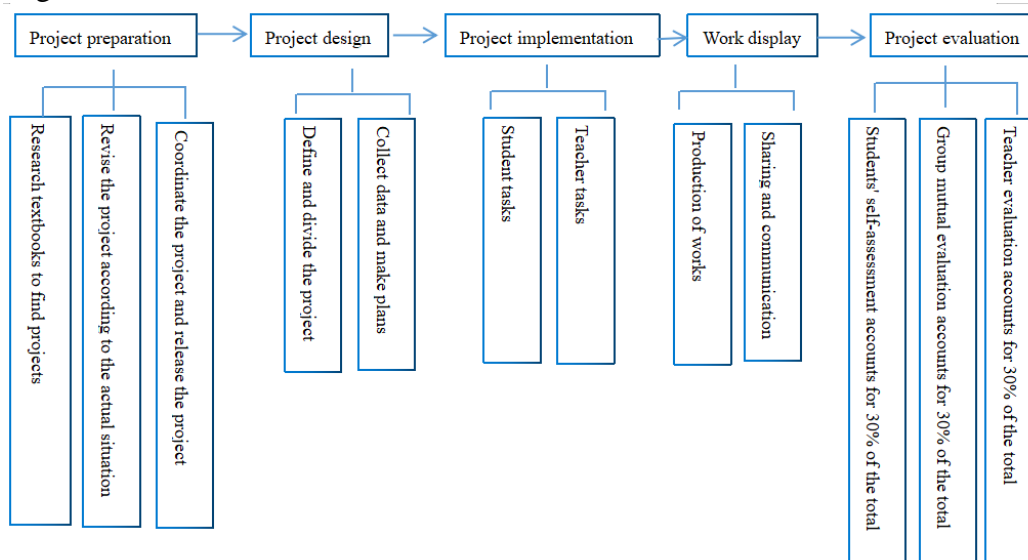 Project preparation
Project design
Project implementation
Work display
Project evaluation
Research textbooks to find projects
Revise the project according to the actual situation
Coordinate the project and release the project
Define and divide the project
Collect data and make plans
Student tasks
Teacher tasks
Production of works
Sharing and communication
Students' self-assessment accounts for 30% of the total
Group mutual evaluation accounts for 30% of the total
Teacher evaluation accounts for 30% of the total